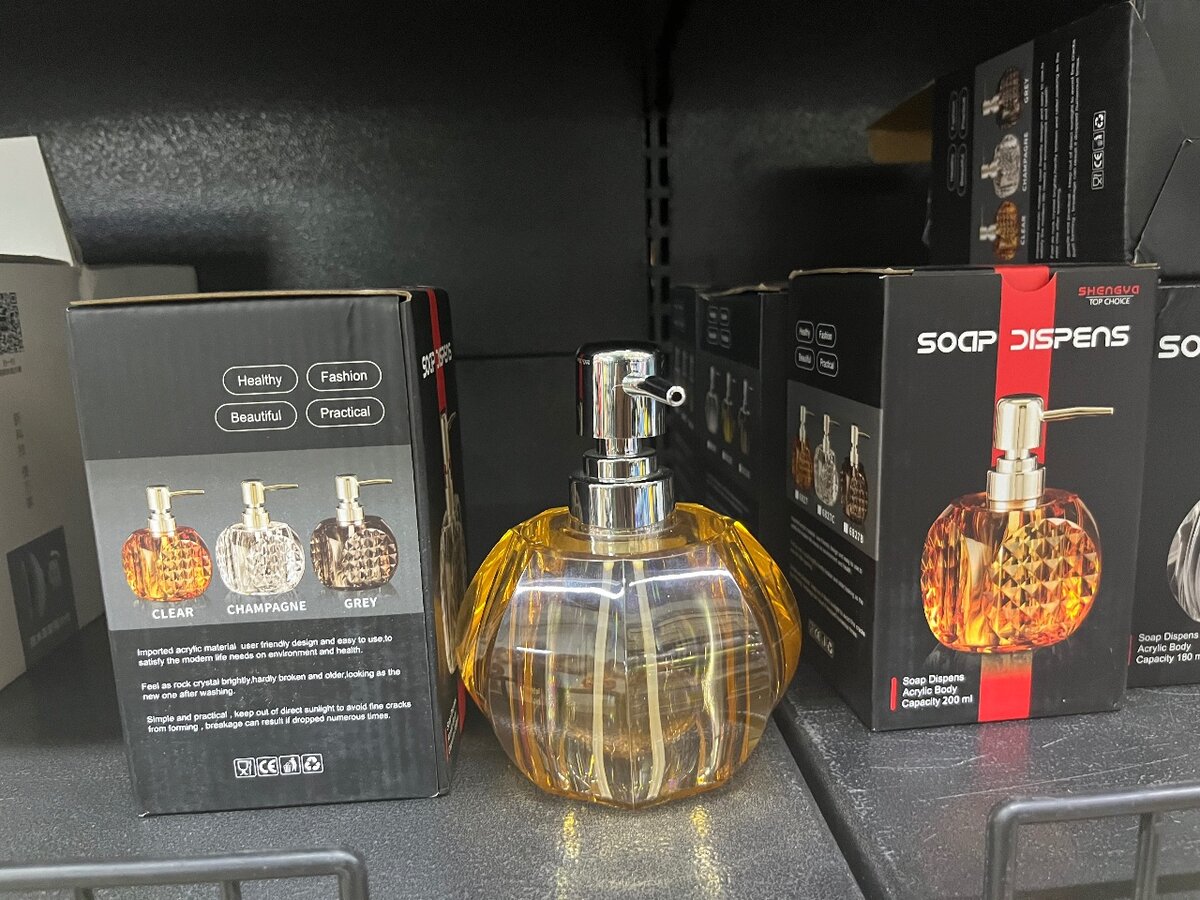 Healthy
Fashion
Beautiful
Practical
CLEAR
CHAMPAGNE
GREY
Imported acrylic material user friendly design and easy to use,to
satisfy the modern life needs on environment and health.
Feel as rock crystal brightly,hardly broken and older,looking as the
new one after washing.
Simple and practical , keep out of direct sunlight to avoid fine cracks
from forming , breakage can result if dropped numerous times.
CE
SOAP DISPENS
Healthy
Fashion
Beautiful
Practical
SHENGYA
TOP CHOICE
SOAP DISPENS
Soap Dispens
Acrylic Body
Capacity 200 ml
GREY
CHAMPAGNE
CLEAR
CE
SO
Soap Dispens
Acrylic Body
Capacity 180 m